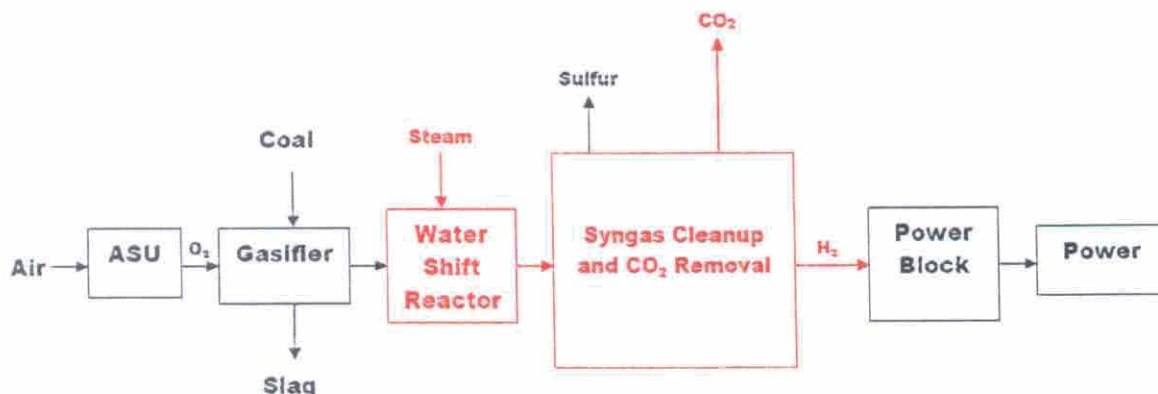 CO₂
Sulfur
Coal
Steam
Air
ASU
O₂
Gasifier
Water
Shift
Reactor
Syngas Cleanup
and CO₂ Removal
H₂
Power
Block
Power
Slag